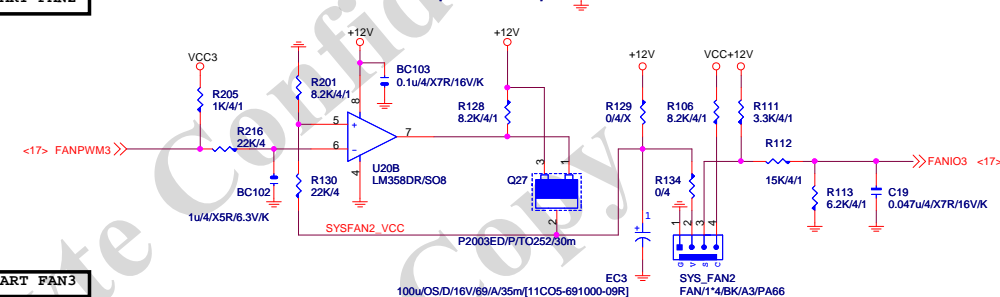 ART FAN2
VCC3
R205
1K/4/1
<17> FANPWM3
R216
22K/4
BC102
1u/4/X5R/6.3V/K
R201
8.2K/4/1
R130
22K/4
SYSFAN2_VCC
+12V
BC103
0.1u/4/X7R/16V/K
8
5
+
6
-
7
4
U20B
LM358DR/SO8
+12V
R128
8.2K/4/1
3
1
Q27
2
P2003ED/P/TO252/30m
+12V
R129
0/4/X
R134
0/4
1
+
EC3
100u/OS/D/16V/69/A/35m/[11CO5-691000-09R]
VCC
R106
8.2K/4/1
+12V
R111
3.3K/4/1
R112
15K/4/1
1
2
3
4
G
V
S
C
SYS_FAN2
FAN/1*4/BK/A3/PA66
R113
6.2K/4/1
C19
0.047u/4/X7R/16V/K
FANIO3 <17>
ART FAN3
te Confid
Copy